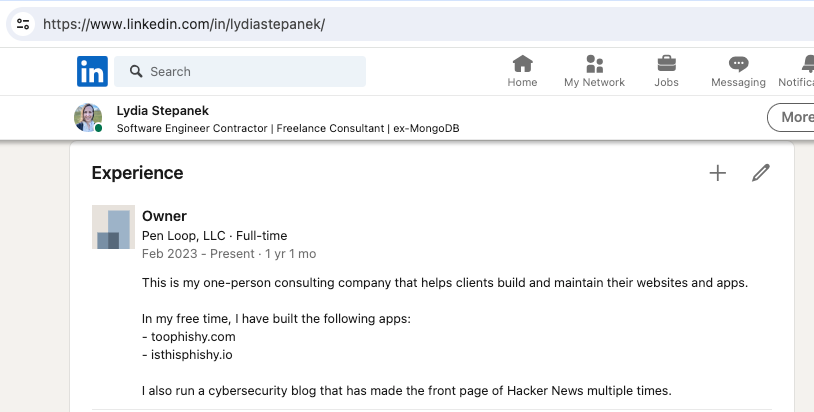 https://www.linkedin.com/in/lydiastepanek/
in
Search
Home
My Network
Jobs
Messaging
Notifica
Lydia Stepanek
Software Engineer Contractor | Freelance Consultant | ex-MongoDB
More
Experience
Owner
Pen Loop, LLC · Full-time
Feb 2023 - Present · 1 yr 1 mo
This is my one-person consulting company that helps clients build and maintain their websites and apps.
In my free time, I have built the following apps:
- toophishy.com
- isthisphishy.io
I also run a cybersecurity blog that has made the front page of Hacker News multiple times.